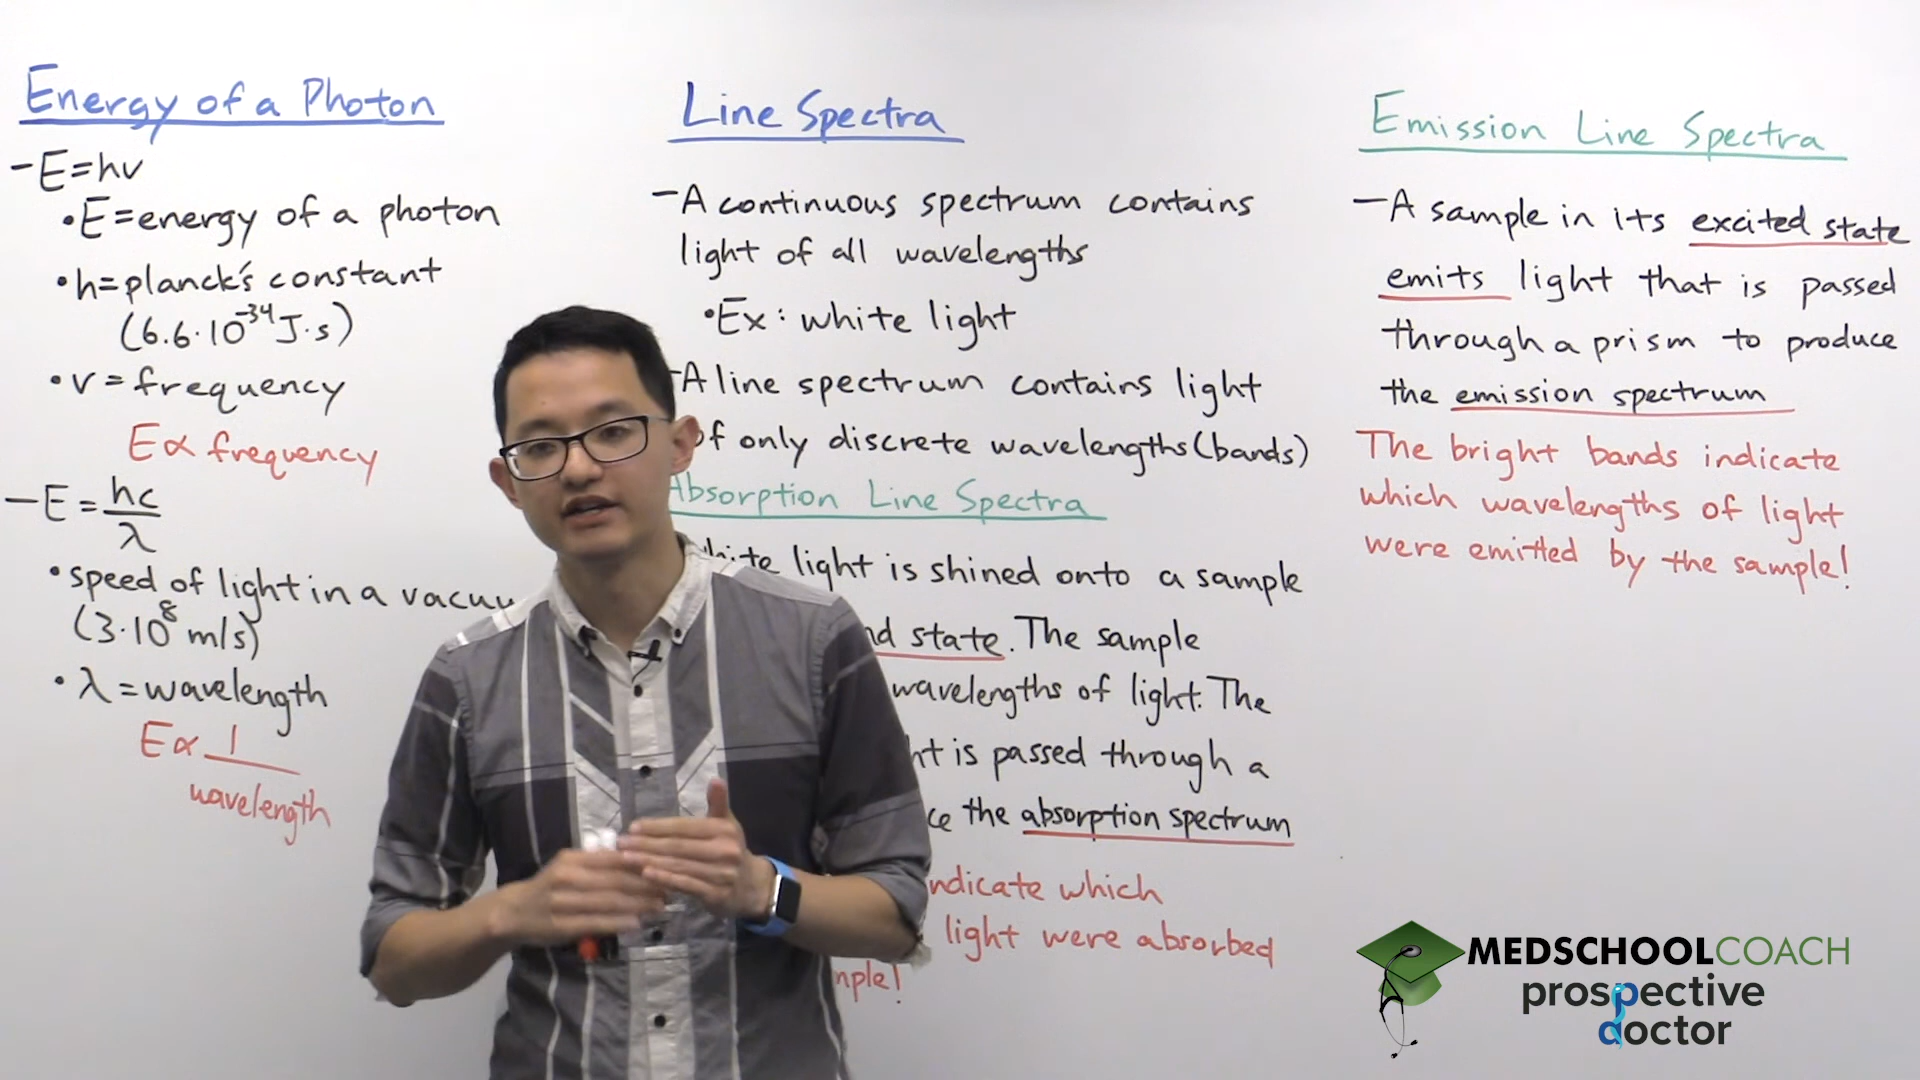 Energy of a Photon
- E=hν
• E=energy of a photon
• h=planck's constant
(6.6·10⁻³⁴ J·s)
• ν = frequency
E∝ frequency
- E = hc/λ
• speed of light in a
(3·10⁸ m/s)
• λ = wavelength
E∝ 1/wavelength
Line Spectra
- A continuous spectrum contains
light of all wavelengths
• Ex: white light
- A line spectrum contains light
of only discrete wavelengths (bands)
Absorption Line Spectra
light is shined onto a sample
state. The sample
wavelengths of light. The
is passed through a
the absorption spectrum
indicate which
light were absorbed
Emission Line Spectra
- A sample in its excited state
emits light that is passed
through a prism to produce
the emission spectrum
The bright bands indicate
which wavelengths of light
were emitted by the sample!
MEDSCHOOLCOACH
prospective
doctor